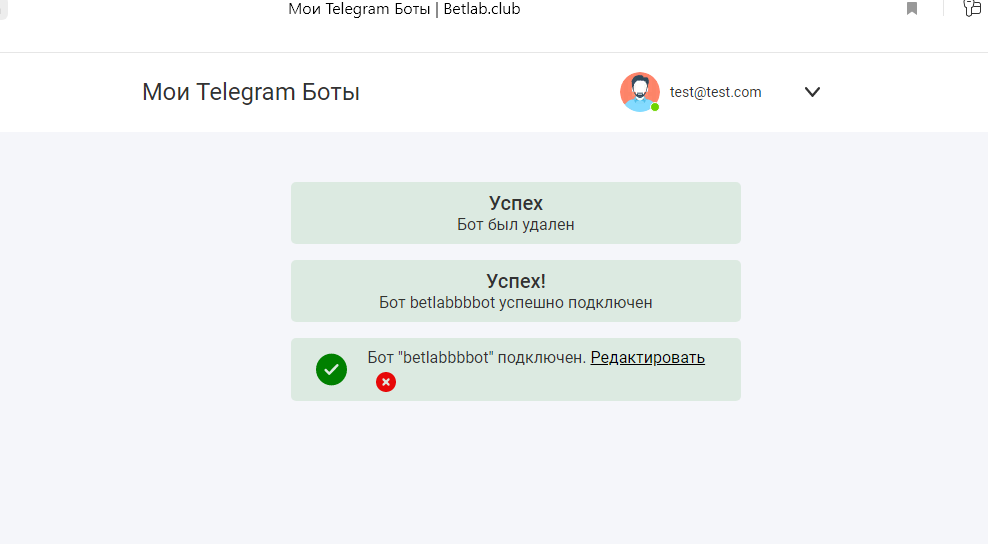 Мои Telegram Боты | Betlab.club
Мои Telegram Боты
test@test.com
Успех
Бот был удален
Успех!
Бот betlabbbbot успешно подключен
Бот "betlabbbbot" подключен. Редактировать